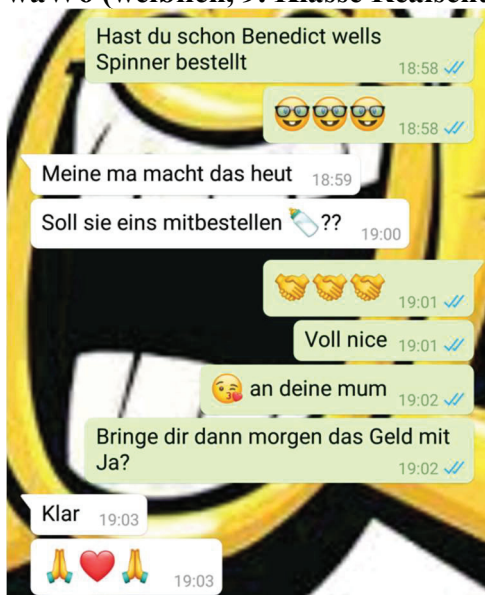 Hast du schon Benedict wells
Spinner bestellt
18:58
🤓🤓🤓
18:58
Meine ma macht das heut 18:59
Soll sie eins mitbestellen 🍼??
19:00
🤝🤝🤝
19:01
Voll nice 19:01
😘 an deine mum 19:02
Bringe dir dann morgen das Geld mit
Ja?
19:02
Klar 19:03
🙏❤️🙏
19:03